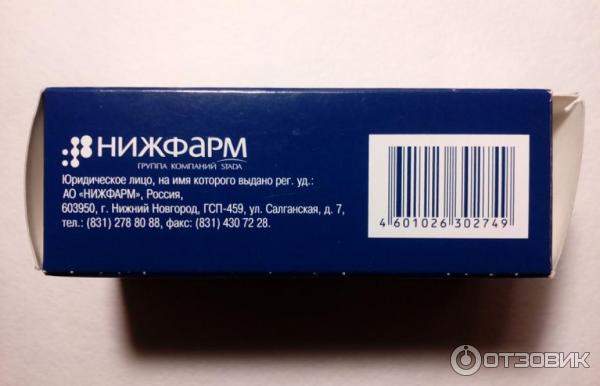 НИЖФАРМ
ГРУППА КОМПАНИЙ STADA
Юридическое лицо, на имя которого выдано рег. уд.:
АО «НИЖФАРМ», Россия,
603950, г. Нижний Новгород, ГСП-459, ул. Салганская, д. 7,
тел.: (831) 278 80 88, факс: (831) 430 72 28.
4 601026 302749
ОТЗОВИК